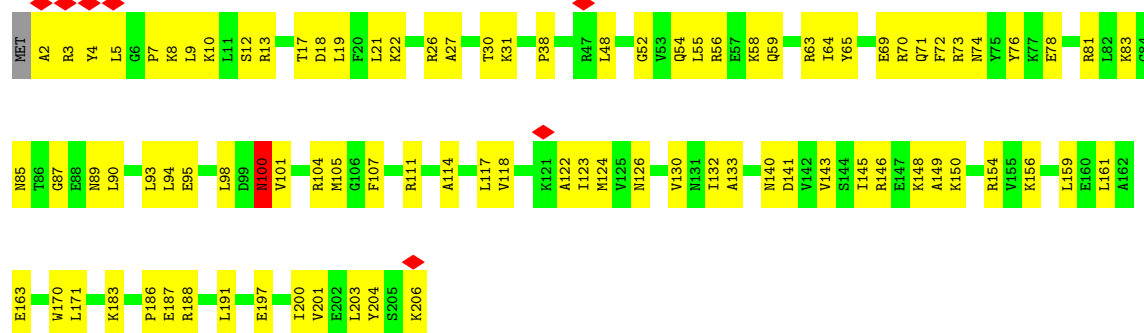 MET A2 R3 Y4 L5 G6 P7 K8 L9 K10 L11 S12 R13 T17 D18 L19 F20 L21 K22 R26 A27 T30 K31 P38 R47 L48 G52 V53 Q54 L55 R56 E57 K58 Q59 R63 I64 Y65 E69 R70 Q71 F72 R73 N74 Y75 Y76 K77 E78 R81 L82 K83 G84
N85 T86 G87 E88 N89 L90 L93 L94 E95 L98 D99 N100 V101 R104 M105 G106 F107 R111 A114 L117 V118 K121 A122 I123 M124 V125 N126 V130 N131 I132 A133 N140 D141 V142 V143 S144 I145 R146 E147 K148 A149 K150 R154 V155 K156 L159 E160 L161 A162
E163 W170 L171 K183 P186 E187 R188 L191 E197 I200 V201 E202 L203 Y204 S205 K206